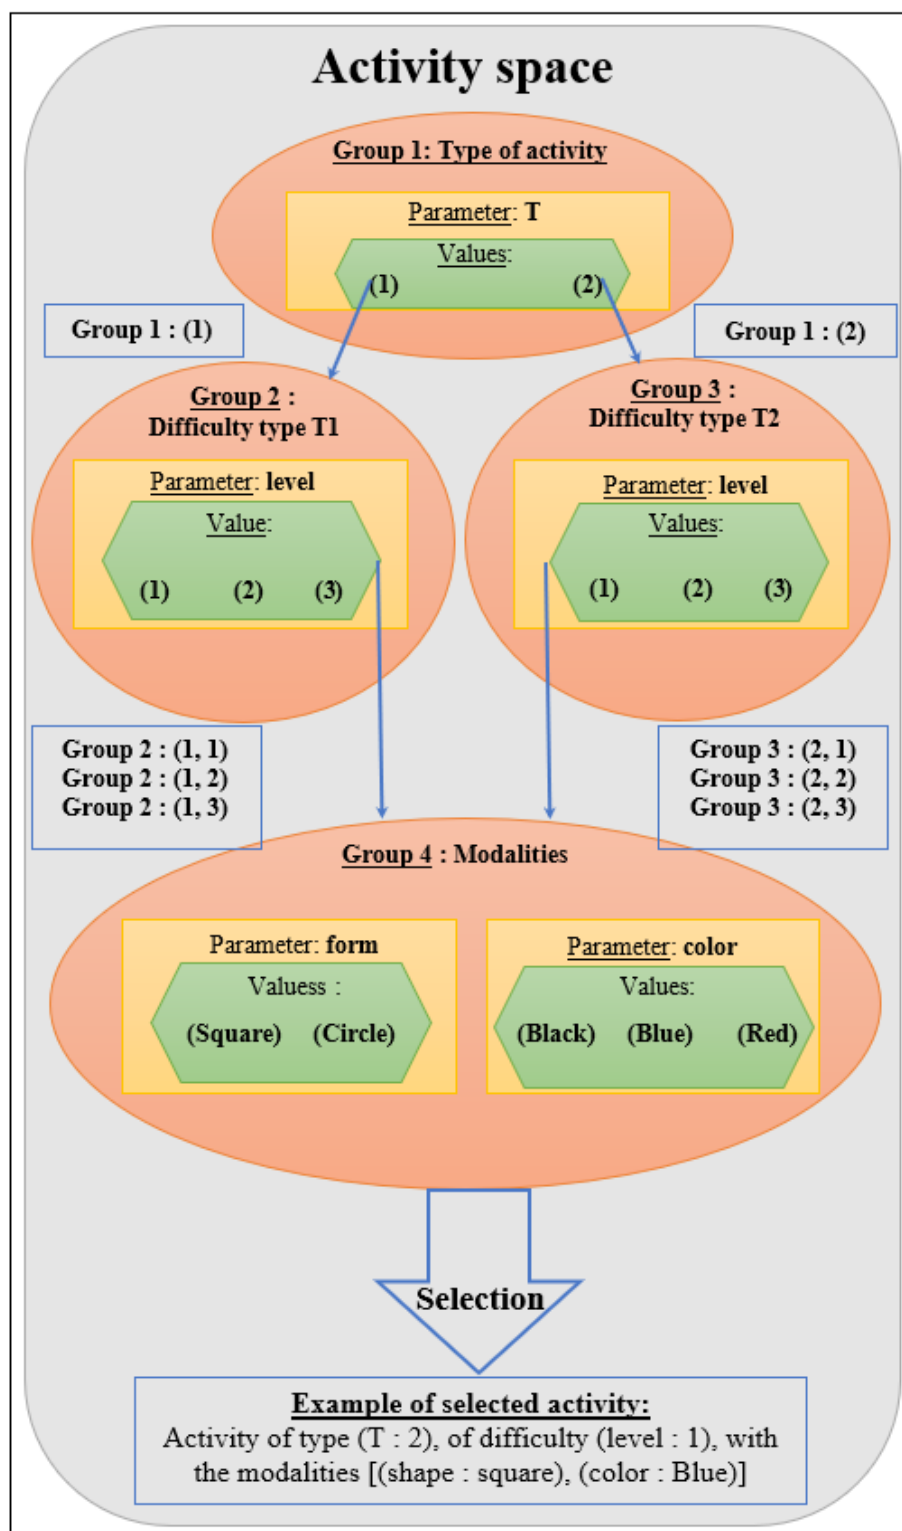 Activity space
Group 1: Type of activity
Parameter: T
Values:
(1) (2)
Group 1 : (1)
Group 1 : (2)
Group 2 :
Difficulty type T1
Parameter: level
Value:
(1) (2) (3)
Group 3 :
Difficulty type T2
Parameter: level
Values:
(1) (2) (3)
Group 2 : (1, 1)
Group 2 : (1, 2)
Group 2 : (1, 3)
Group 3 : (2, 1)
Group 3 : (2, 2)
Group 3 : (2, 3)
Group 4 : Modalities
Parameter: form
Valuess :
(Square) (Circle)
Parameter: color
Values:
(Black) (Blue) (Red)
Selection
Example of selected activity:
Activity of type (T : 2), of difficulty (level : 1), with
the modalities [(shape : square), (color : Blue)]